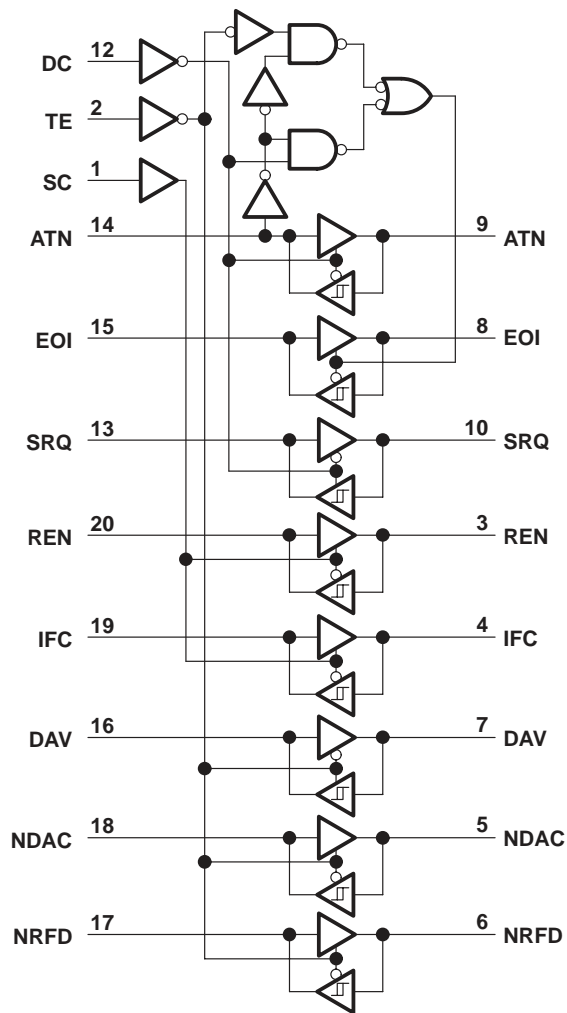 DC 12
TE 2
SC 1
ATN 14 9 ATN
EOI 15 8 EOI
SRQ 13 10 SRQ
REN 20 3 REN
IFC 19 4 IFC
DAV 16 7 DAV
NDAC 18 5 NDAC
NRFD 17 6 NRFD